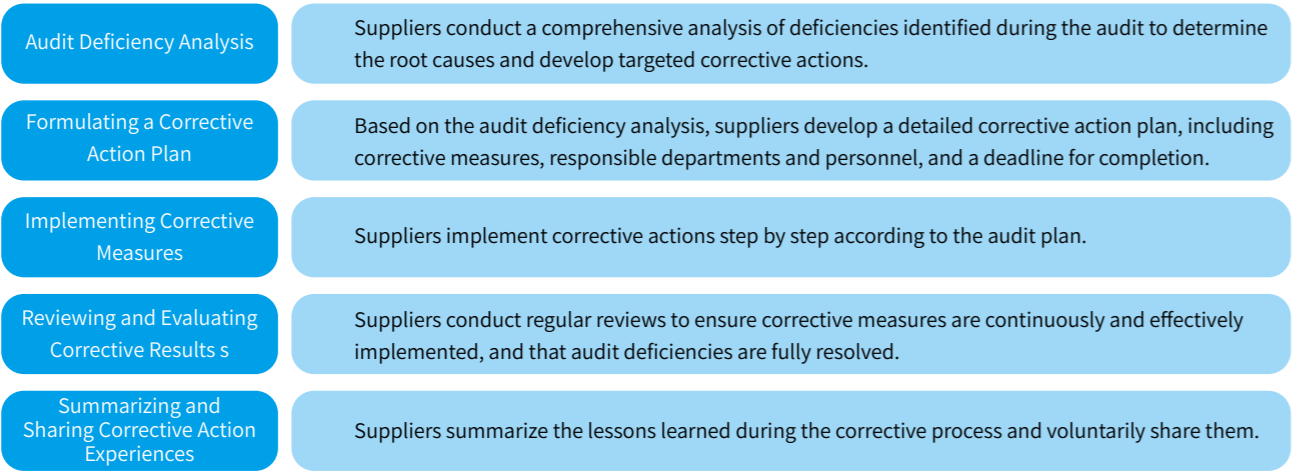 Audit Deficiency Analysis
Suppliers conduct a comprehensive analysis of deficiencies identified during the audit to determine
the root causes and develop targeted corrective actions.
Formulating a Corrective
Action Plan
Based on the audit deficiency analysis, suppliers develop a detailed corrective action plan, including
corrective measures, responsible departments and personnel, and a deadline for completion.
Implementing Corrective
Measures
Suppliers implement corrective actions step by step according to the audit plan.
Reviewing and Evaluating
Corrective Results s
Suppliers conduct regular reviews to ensure corrective measures are continuously and effectively
implemented, and that audit deficiencies are fully resolved.
Summarizing and
Sharing Corrective Action
Experiences
Suppliers summarize the lessons learned during the corrective process and voluntarily share them.